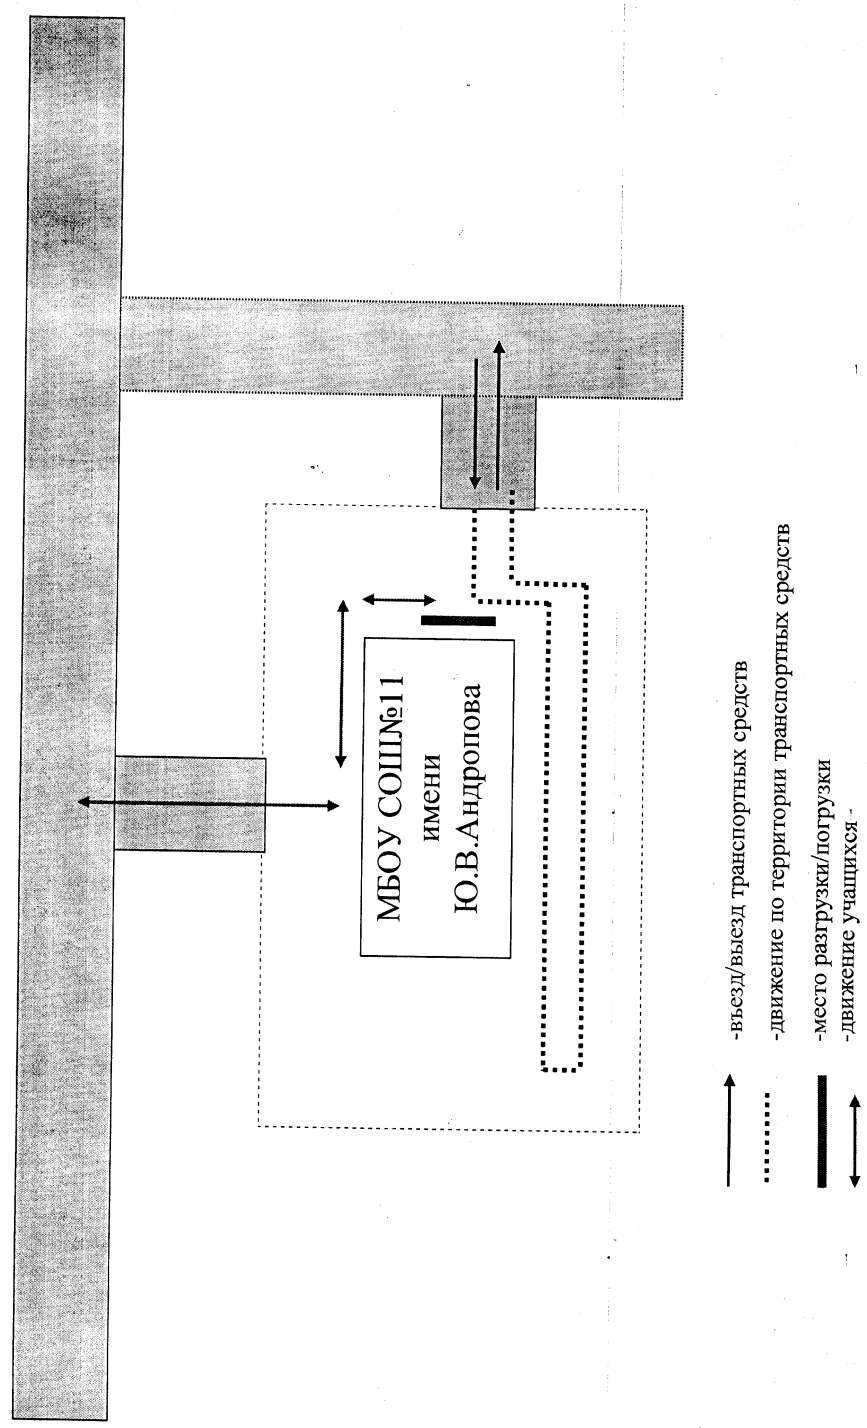 МБОУ СОШ№11
имени
Ю.В.Андропова
-въезд/выезд транспортных средств
-движение по территории транспортных средств
-место разгрузки/погрузки
-движение учащихся-